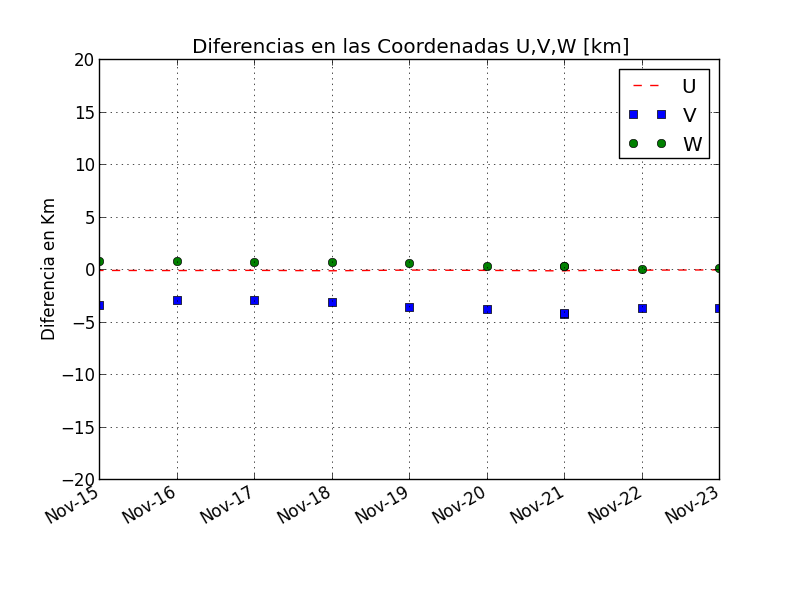 Diferencias en las Coordenadas U,V,W [km]
U
V
W
Diferencia en Km
20
15
10
5
0
−5
−10
−15
−20
Nov-15
Nov-16
Nov-17
Nov-18
Nov-19
Nov-20
Nov-21
Nov-22
Nov-23